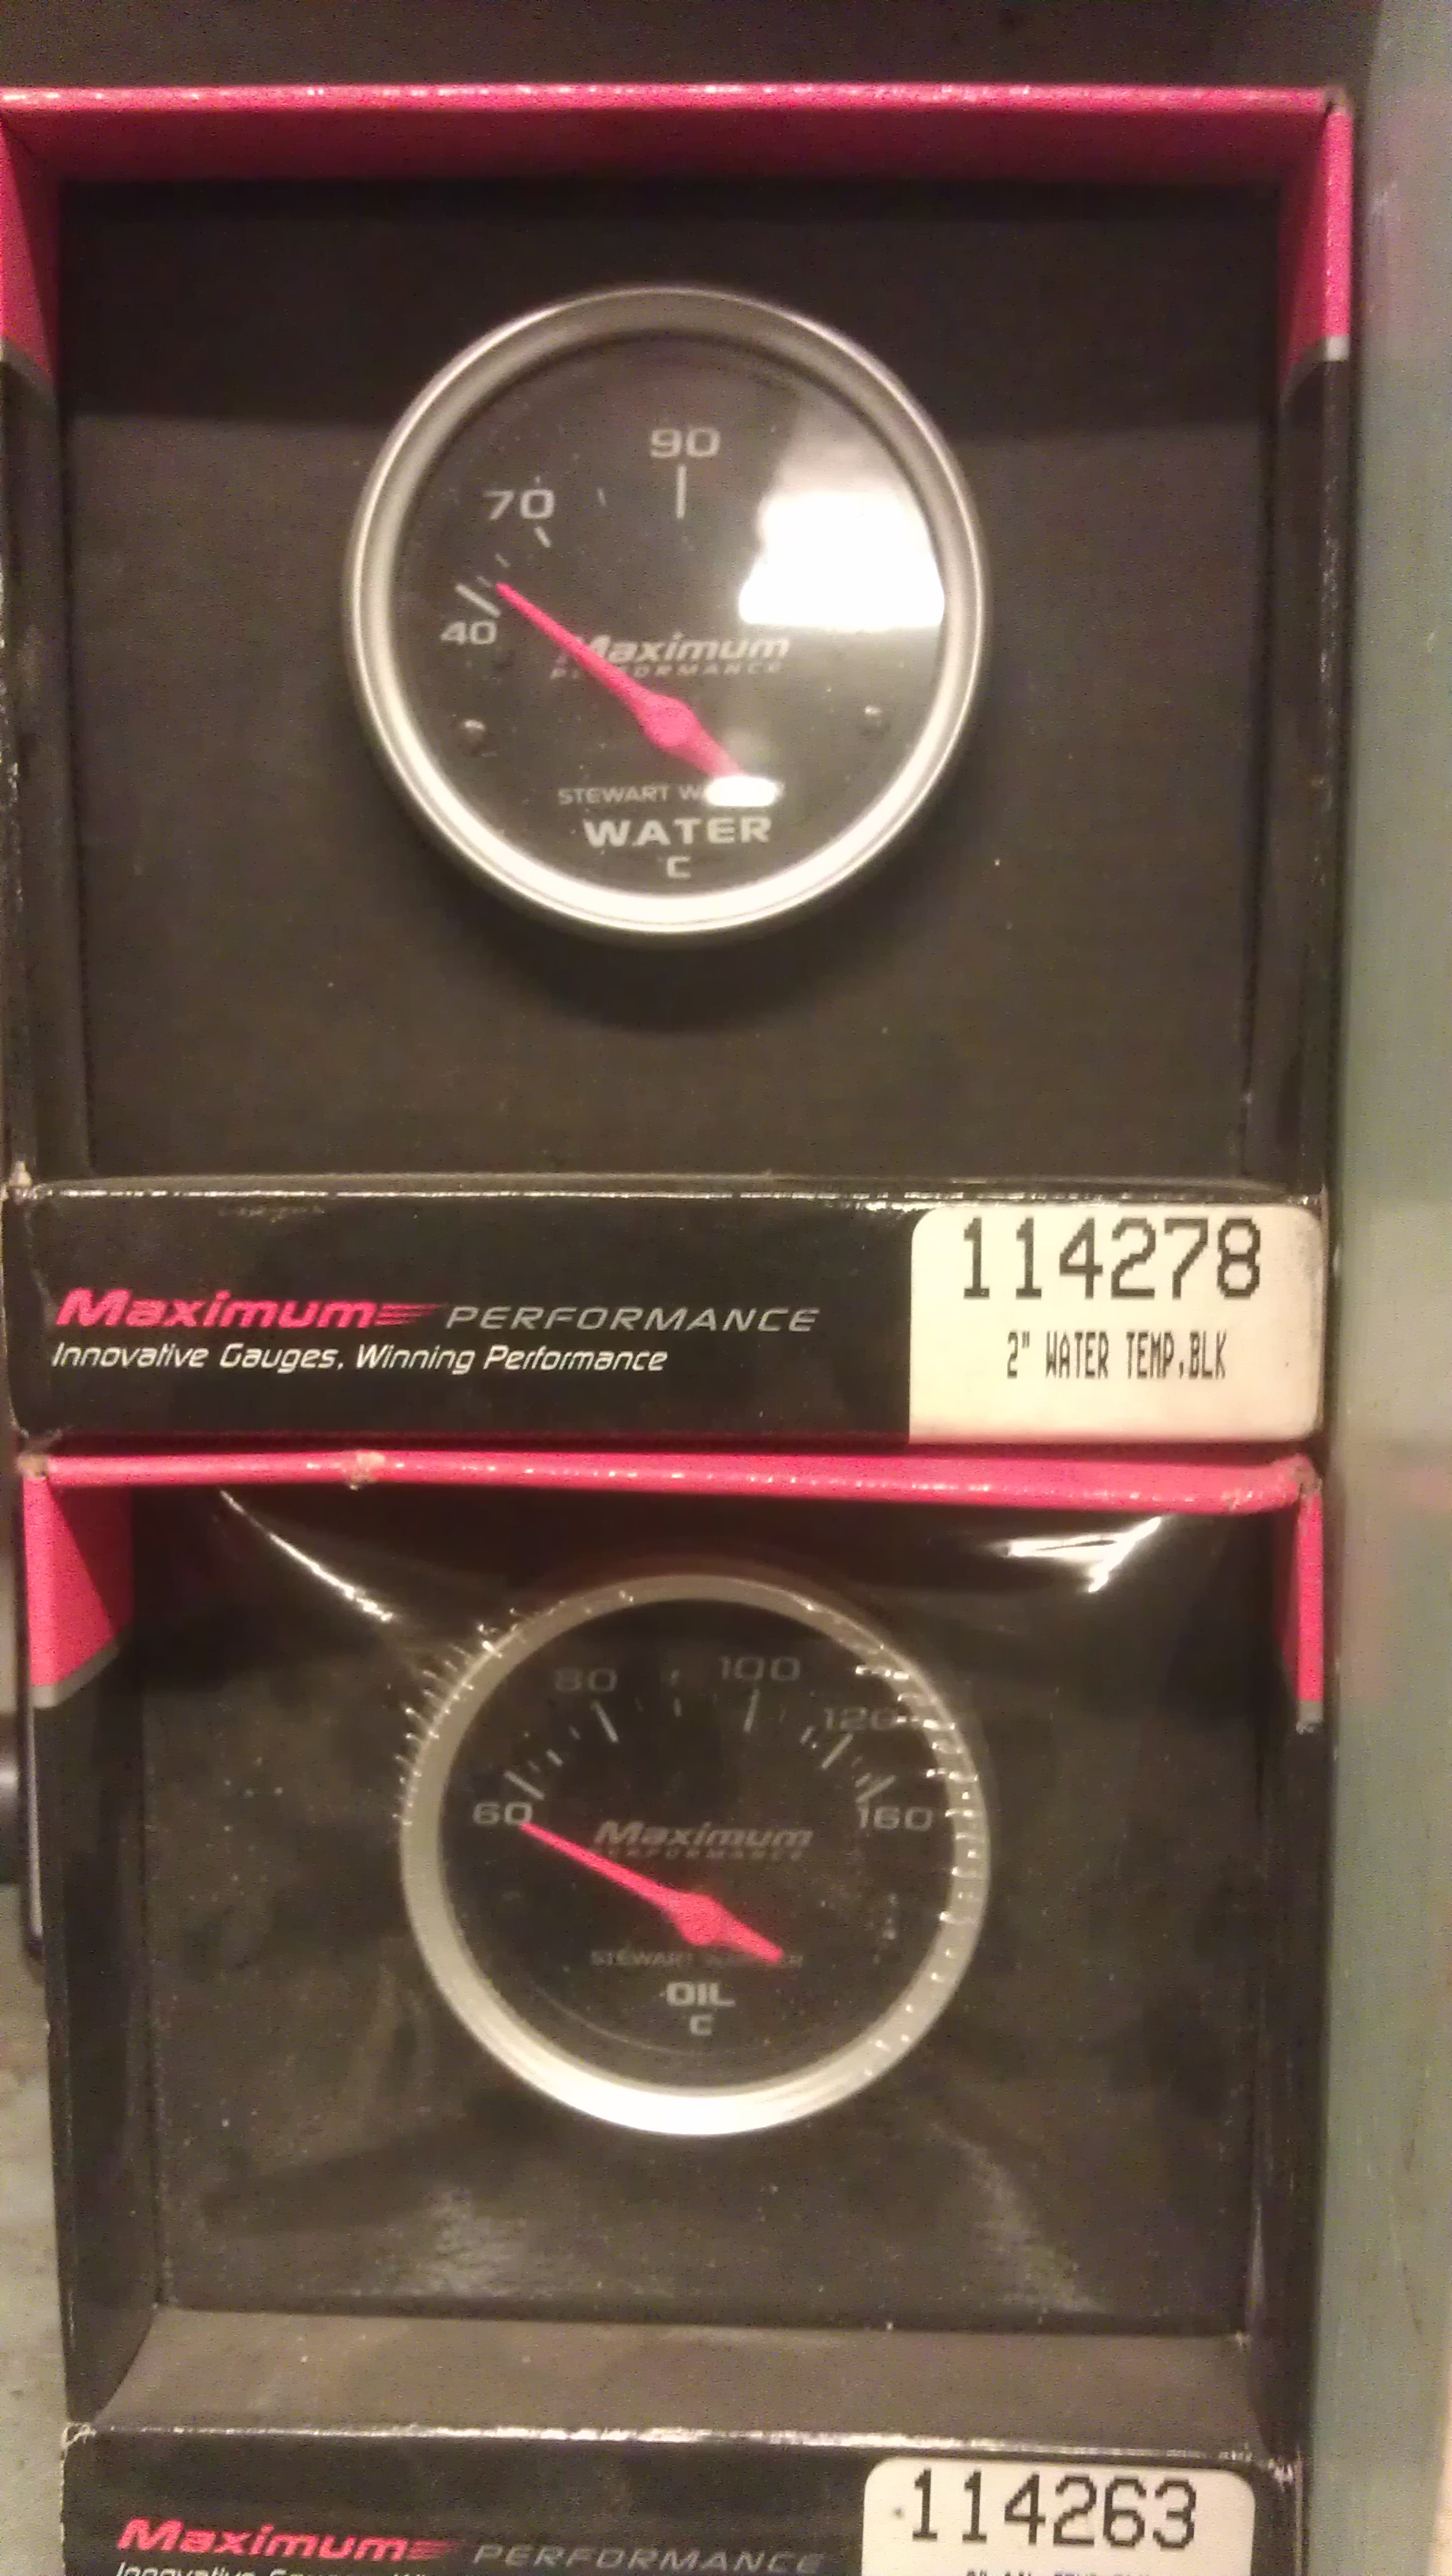 90
70
40
Maximum
PERFORMANCE
STEWART
WATER
C
114278
2" WATER TEMP,BLK
Maximum PERFORMANCE
Innovative Gauges, Winning Performance
80 100
120
60 160
Maximum
PERFORMANCE
STEWART
OIL
C
114263
Maximum PERFORMANCE